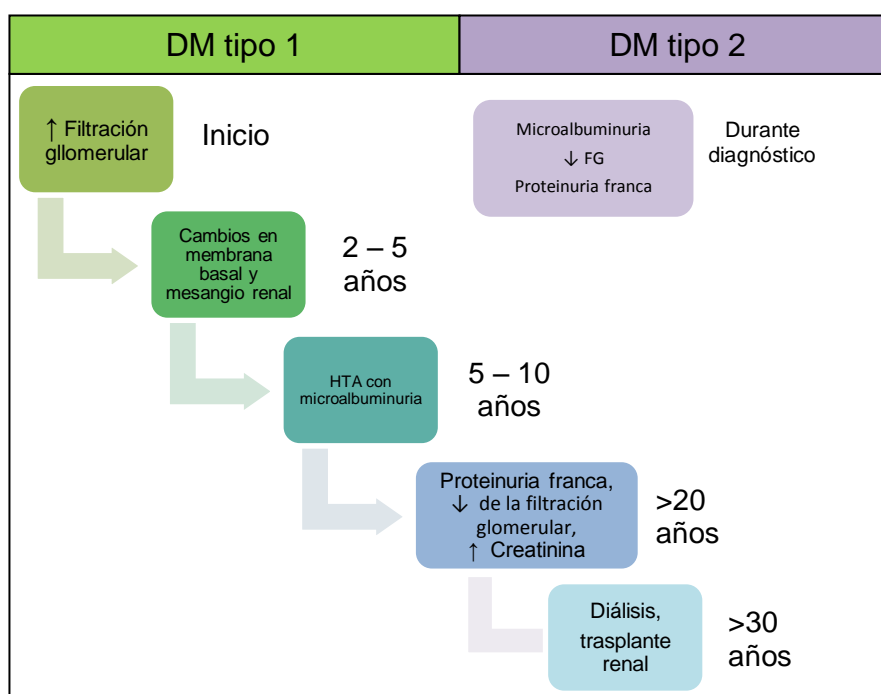 DM tipo 1
DM tipo 2
↑ Filtración
gllomerular
Inicio
Microalbuminuria
↓ FG
Proteinuria franca
Durante
diagnóstico
Cambios en
membrana
basal y
mesangio renal
2 – 5
años
HTA con
microalbuminuria
5 – 10
años
Proteinuria franca,
↓ de la filtración
glomerular,
↑ Creatinina
>20
años
Diálisis,
trasplante
renal
>30
años